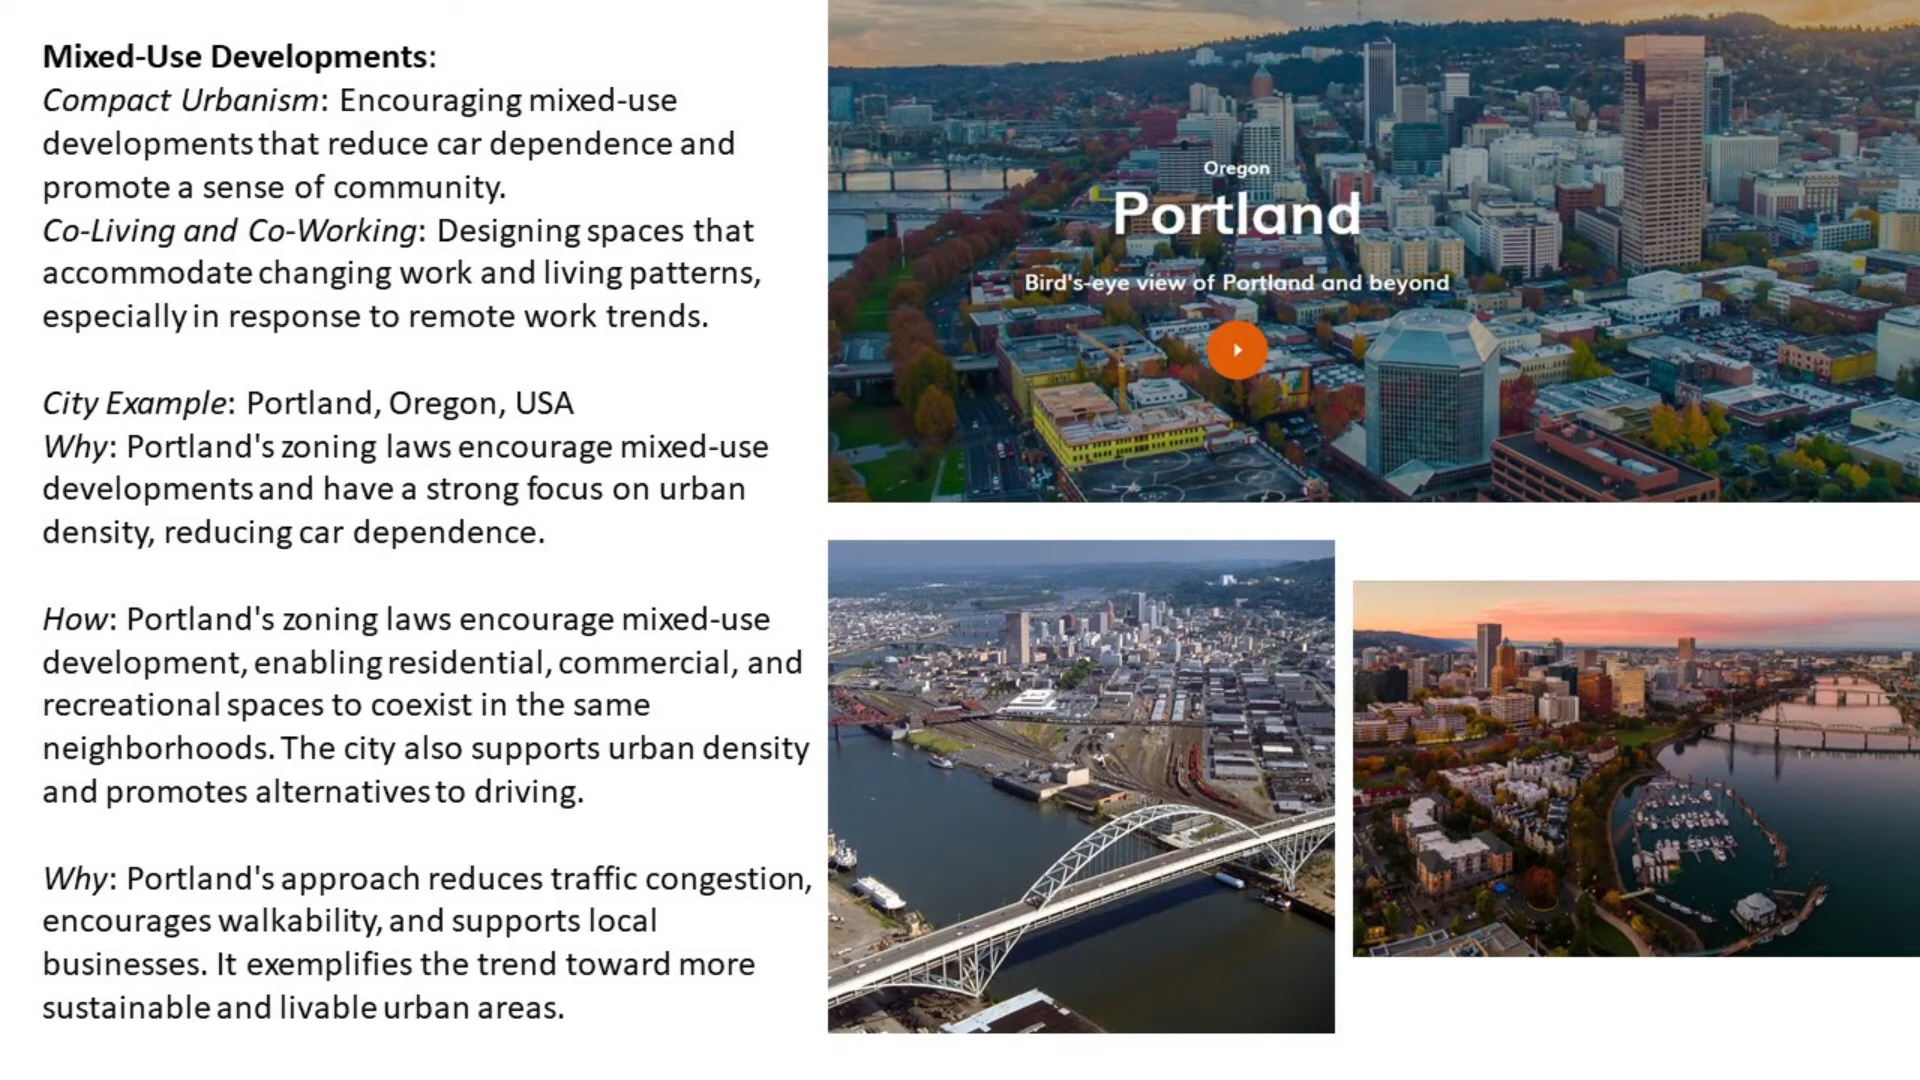 Mixed-Use Developments:
Compact Urbanism: Encouraging mixed-use
developments that reduce car dependence and
promote a sense of community.
Co-Living and Co-Working: Designing spaces that
accommodate changing work and living patterns,
especially in response to remote work trends.
City Example: Portland, Oregon, USA
Why: Portland's zoning laws encourage mixed-use
developments and have a strong focus on urban
density, reducing car dependence.
How: Portland's zoning laws encourage mixed-use
development, enabling residential, commercial, and
recreational spaces to coexist in the same
neighborhoods. The city also supports urban density
and promotes alternatives to driving.
Why: Portland's approach reduces traffic congestion,
encourages walkability, and supports local
businesses. It exemplifies the trend toward more
sustainable and livable urban areas.
Oregon
Portland
Bird's-eye view of Portland and beyond